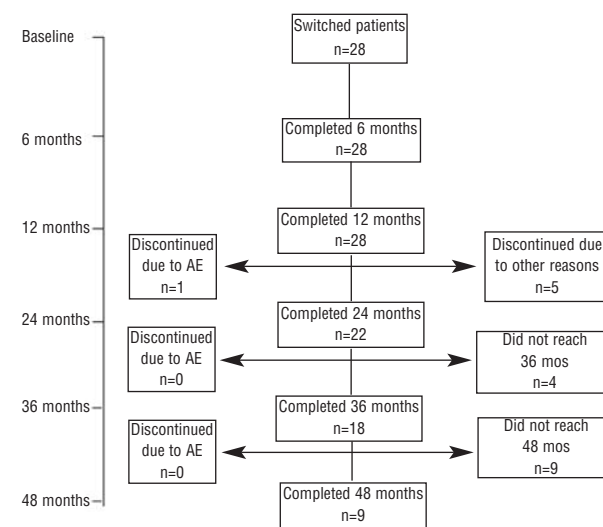 Baseline
Switched patients
n=28
6 months
Completed 6 months
n=28
12 months
Completed 12 months
n=28
Discontinued
due to AE
n=1
Discontinued due
to other reasons
n=5
24 months
Completed 24 months
n=22
Discontinued
due to AE
n=0
Did not reach
36 mos
n=4
36 months
Completed 36 months
n=18
Discontinued
due to AE
n=0
Did not reach
48 mos
n=9
48 months
Completed 48 months
n=9